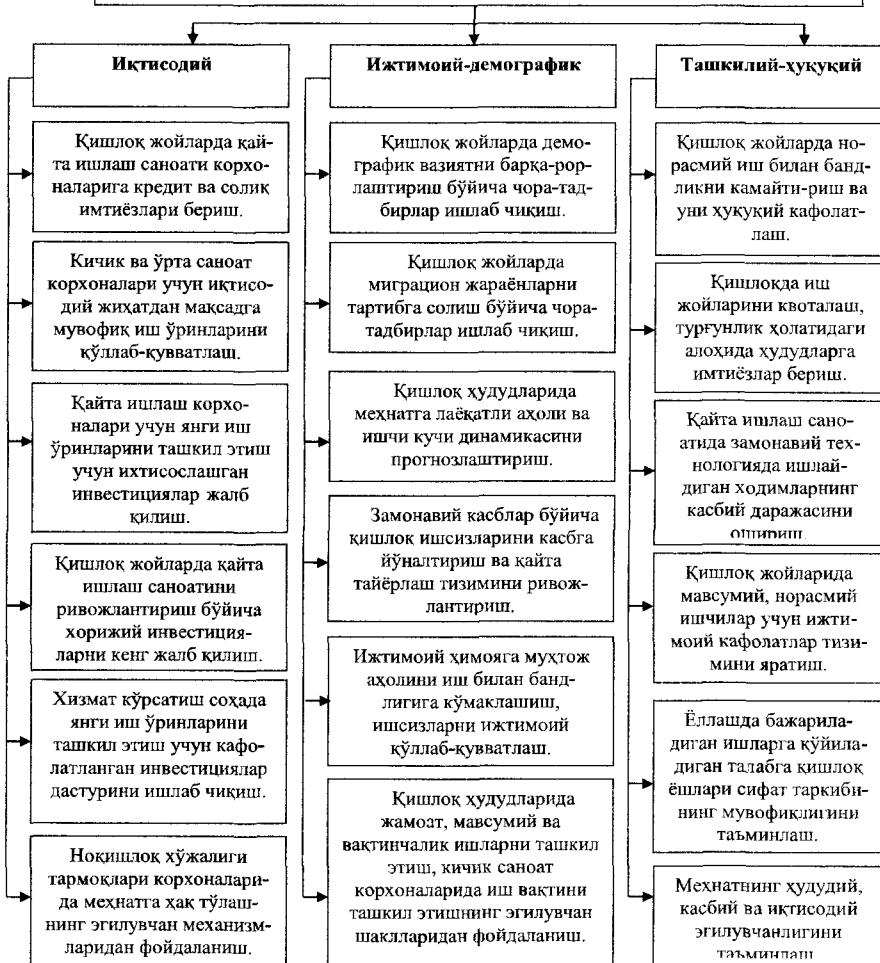 Иқтисодий
Қишлоқ жойларда қай-
та ишлаш саноати корхо-
наларига кредит ва солиқ
имтиёзлари бериш.
Кичик ва ўрта саноат
корхоналари учун иқтисо-
дий жиҳатдан мақсадга
мувофиқ иш ўринларини
қўллаб-қувватлаш.
Қайта ишлаш корхо-
налари учун янги иш
ўринларини ташкил этиш
учун ихтисослашган
инвестициялар жалб
қилиш.
Қишлоқ жойларда қайта
ишлаш саноатини
ривожлантириш бўйича
хорижий инвестиция-
ларни кенг жалб қилиш.
Хизмат кўрсатиш соҳада
янги иш ўринларини
ташкил этиш учун кафо-
латланган инвестициялар
дастурини ишлаб чиқиш.
Ноқишлоқ хўжалиги
тармоқлари корхоналари-
да меҳнатга ҳақ тўлаш-
нинг эгилувчан механизм-
ларидан фойдаланиш.
Ижтимоий-демографик
Қишлоқ жойларда демо-
график вазиятни барқа-рор-
лаштириш бўйича чора-тад-
бирлар ишлаб чиқиш.
Қишлоқ жойларда
миграцион жараёнларни
тартибга солиш бўйича чора-
тадбирлар ишлаб чиқиш.
Қишлоқ ҳудудларида
меҳнатга лаёқатли аҳоли ва
ишчи кучи динамикасини
прогнозлаштириш.
Замонавий касблар бўйича
қишлоқ ишсизларини касбга
йўналтириш ва қайта
тайёрлаш тизимини ривож-
лантириш.
Ижтимоий ҳимояга муҳтож
аҳолини иш билан банд-
лигига кўмаклашиш,
ишсизларни ижтимоий
қўллаб-қувватлаш.
Қишлоқ ҳудудларида
жамоат, мавсумий ва
вақтинчалик ишларни ташкил
этиш, кичик саноат
корхоналарида иш вақтини
ташкил этишнинг эгилувчан
шаклларидан фойдаланиш.
Ташкилий-ҳуқуқий
Қишлоқ жойларда но-
расмий иш билан банд-
ликни камайти-риш ва
уни ҳуқуқий кафолат-
лаш.
Қишлоқда иш
жойларини квоталаш,
турғунлик ҳолатидаги
алоҳида ҳудудларга
имтиёзлар бериш.
Қайта ишлаш сано-
атида замонавий тех-
нологияда ишлай-
диган ходимларнинг
касбий даражасини
ошириш.
Қишлоқ жойларида
мавсумий, норасмий
ишчилар учун ижти-
моий кафолатлар тизи-
мини яратиш.
Ёллашда бажарила-
диган ишларга қўйила-
диган талабга қишлоқ
ёшлари сифат таркиби-
нинг мувофиқлигини
таъминлаш.
Меҳнатнинг ҳудудий,
касбий ва иқтисодий
эгилувчанлигини
таъминлаш